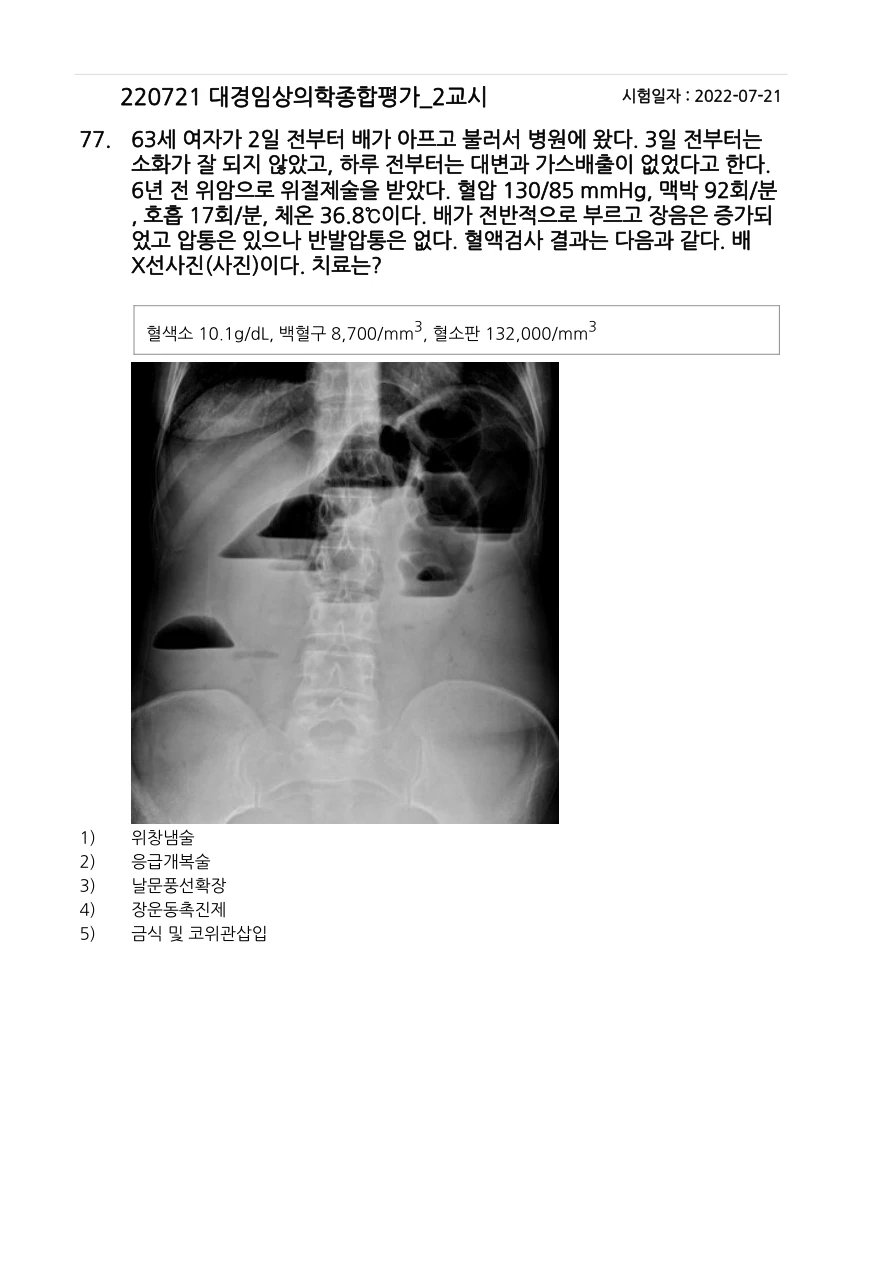 220721 대경임상의학종합평가_2교시
시험일자 : 2022-07-21
77. 63세 여자가 2일 전부터 배가 아프고 불러서 병원에 왔다. 3일 전부터는
소화가 잘 되지 않았고, 하루 전부터는 대변과 가스배출이 없었다고 한다.
6년 전 위암으로 위절제술을 받았다. 혈압 130/85 mmHg, 맥박 92회/분
, 호흡 17회/분, 체온 36.8℃이다. 배가 전반적으로 부르고 장음은 증가되
었고 압통은 있으나 반발압통은 없다. 혈액검사 결과는 다음과 같다. 배
X선사진(사진)이다. 치료는?
혈색소 10.1g/dL, 백혈구 8,700/mm3, 혈소판 132,000/mm3
1) 위창냄술
2) 응급개복술
3) 날문풍선확장
4) 장운동촉진제
5) 금식 및 코위관삽입